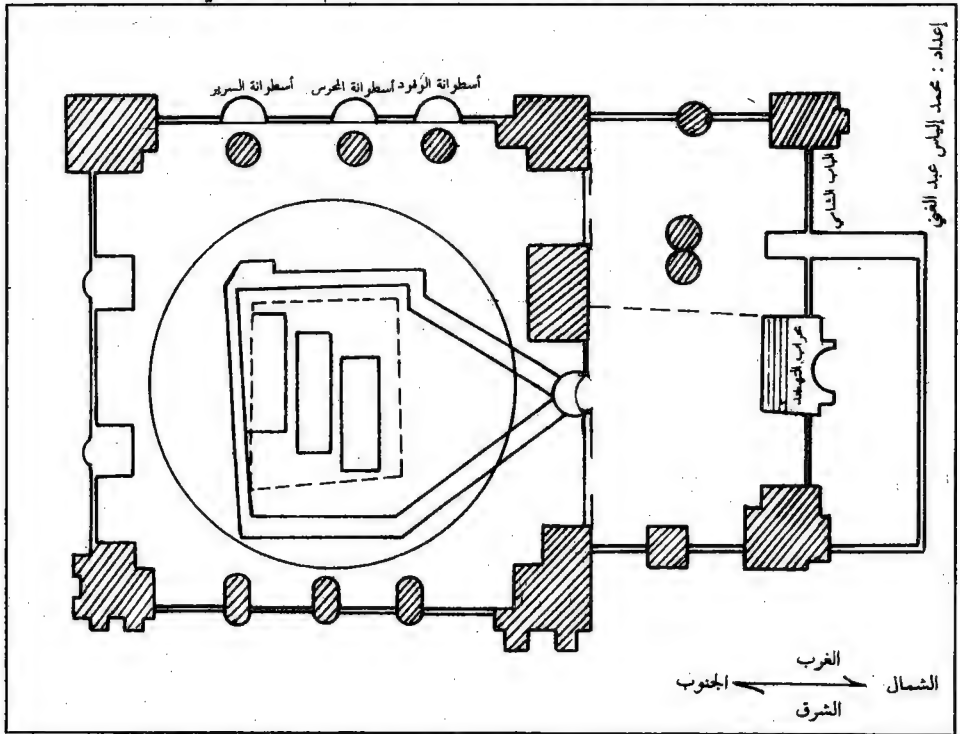 إعداد : محمد إلياس عبد الغني
أسطوانة الوفود
أسطوانة المحرس
أسطوانة السرير
الباب الشامي
محراب التهجد
الغرب
الشمال
الجنوب
الشرق